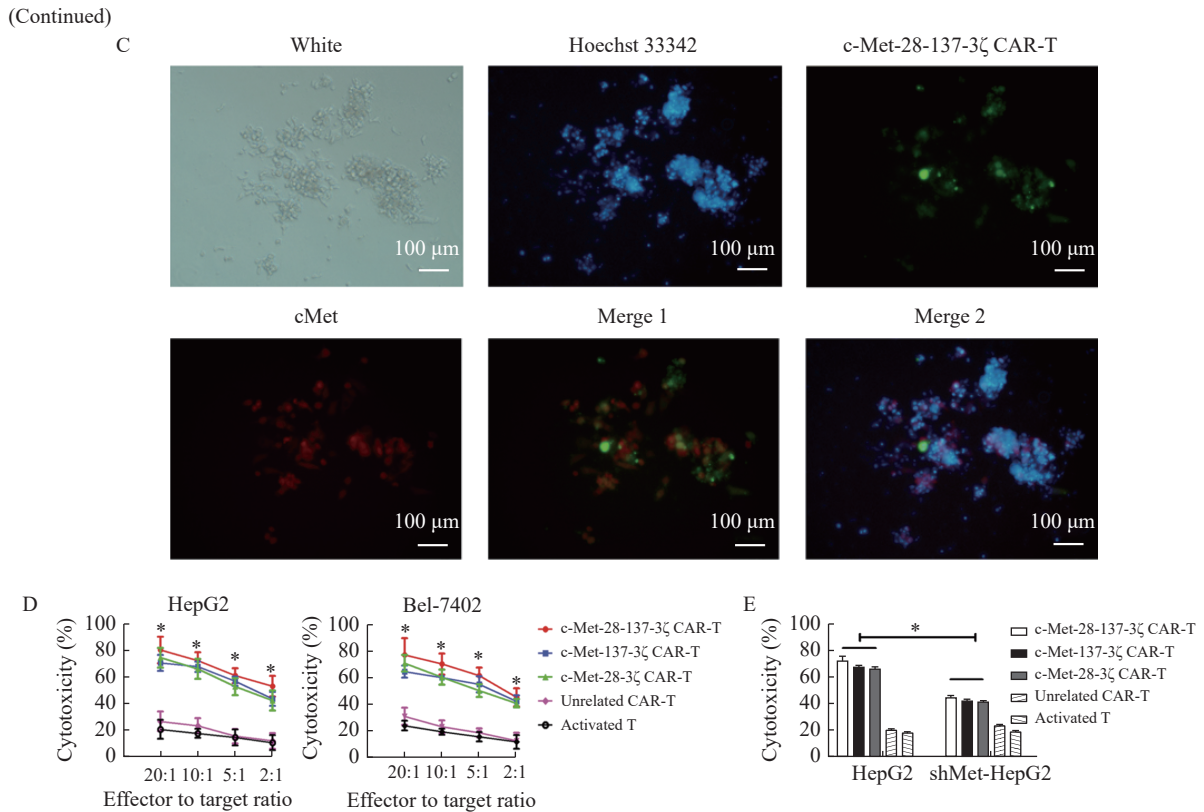 (Continued)
C
White
Hoechst 33342
c-Met-28-137-3ζ CAR-T
100 μm
100 μm
100 μm
cMet
Merge 1
Merge 2
100 μm
100 μm
100 μm
D
HepG2
Cytotoxicity (%)
100
80
60
40
20
0
* * * *
20:1 10:1 5:1 2:1
Effector to target ratio
Bel-7402
Cytotoxicity (%)
100
80
60
40
20
0
* * * *
20:1 10:1 5:1 2:1
Effector to target ratio
c-Met-28-137-3ζ CAR-T
c-Met-137-3ζ CAR-T
c-Met-28-3ζ CAR-T
Unrelated CAR-T
Activated T
E
Cytotoxicity (%)
100
80
60
40
20
0
*
HepG2 shMet-HepG2
c-Met-28-137-3ζ CAR-T
c-Met-137-3ζ CAR-T
c-Met-28-3ζ CAR-T
Unrelated CAR-T
Activated T